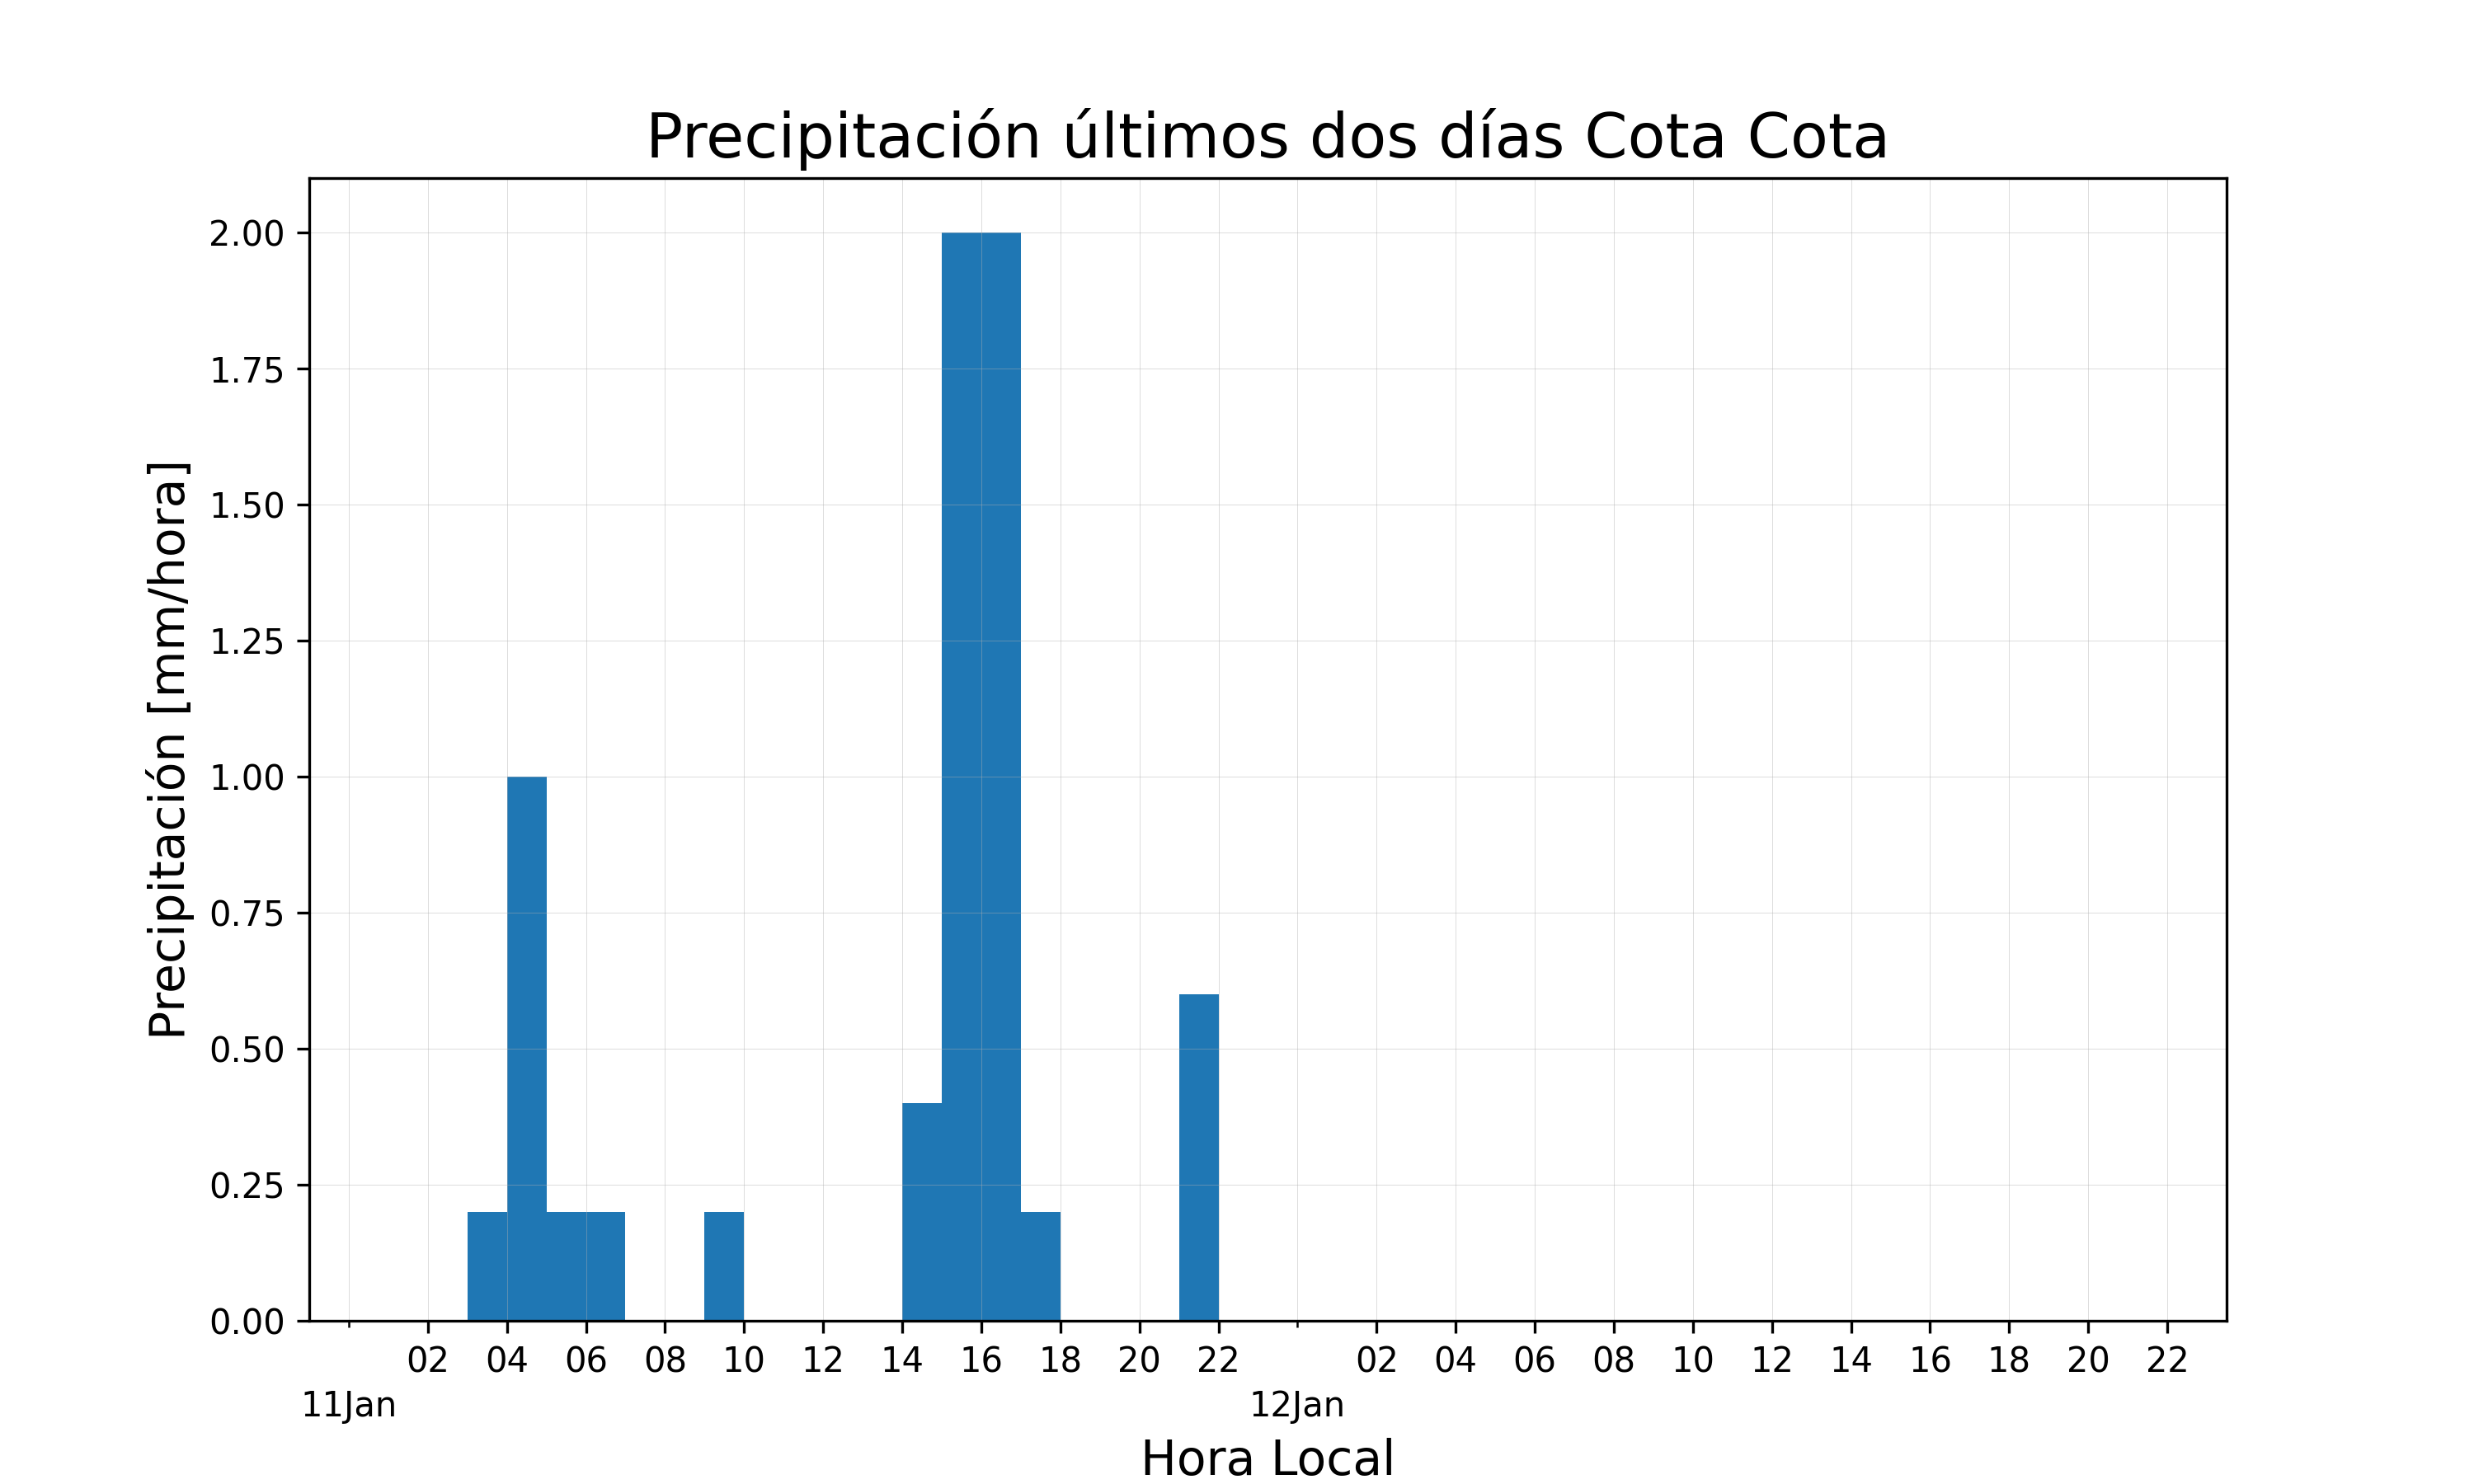 Precipitación últimos dos días Cota Cota
Precipitación [mm/hora]
2.00
1.75
1.50
1.25
1.00
0.75
0.50
0.25
0.00
02 04 06 08 10 12 14 16 18 20 22 02 04 06 08 10 12 14 16 18 20 22
11Jan 12Jan
Hora Local